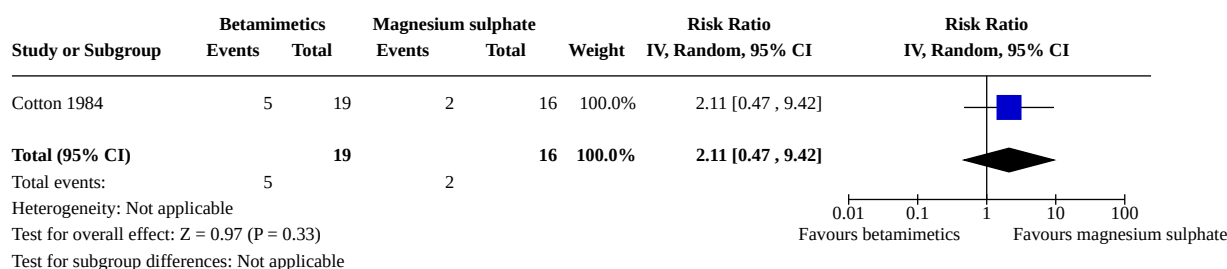 Betamimetics Magnesium sulphate Risk Ratio Risk Ratio
Study or Subgroup Events Total Events Total Weight IV, Random, 95% CI IV, Random, 95% CI
Cotton 1984 5 19 2 16 100.0% 2.11 [0.47 , 9.42]
Total (95% CI) 19 16 100.0% 2.11 [0.47 , 9.42]
Total events: 5 2
Heterogeneity: Not applicable
0.01 0.1 1 10 100
Test for overall effect: Z = 0.97 (P = 0.33) Favours betamimetics Favours magnesium sulphate
Test for subgroup differences: Not applicable